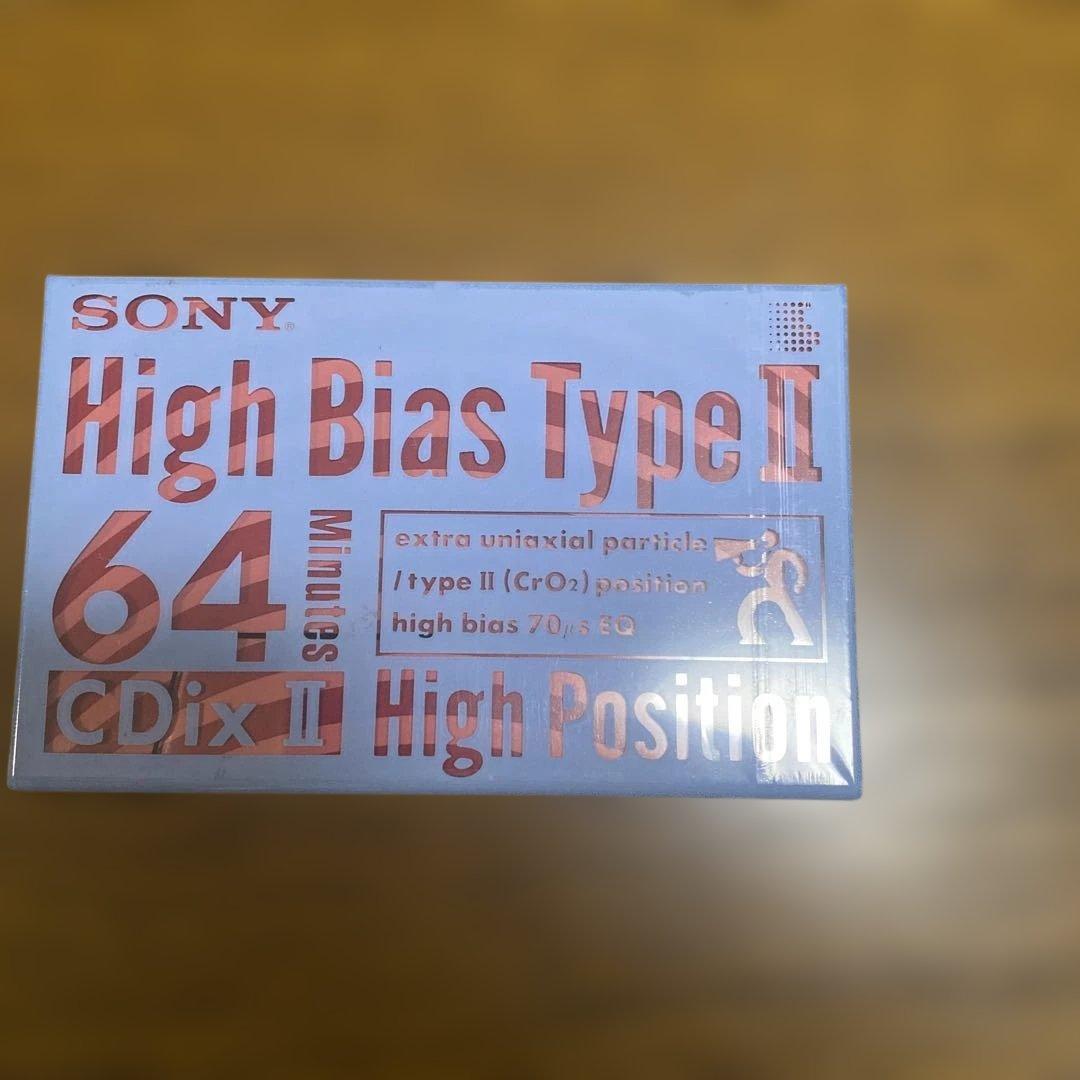 SONY®
High Bias Type II
64 Minutes
extra uniaxial particle
/type II (CrO₂) position
high bias 70μs EQ
CDix II High Position